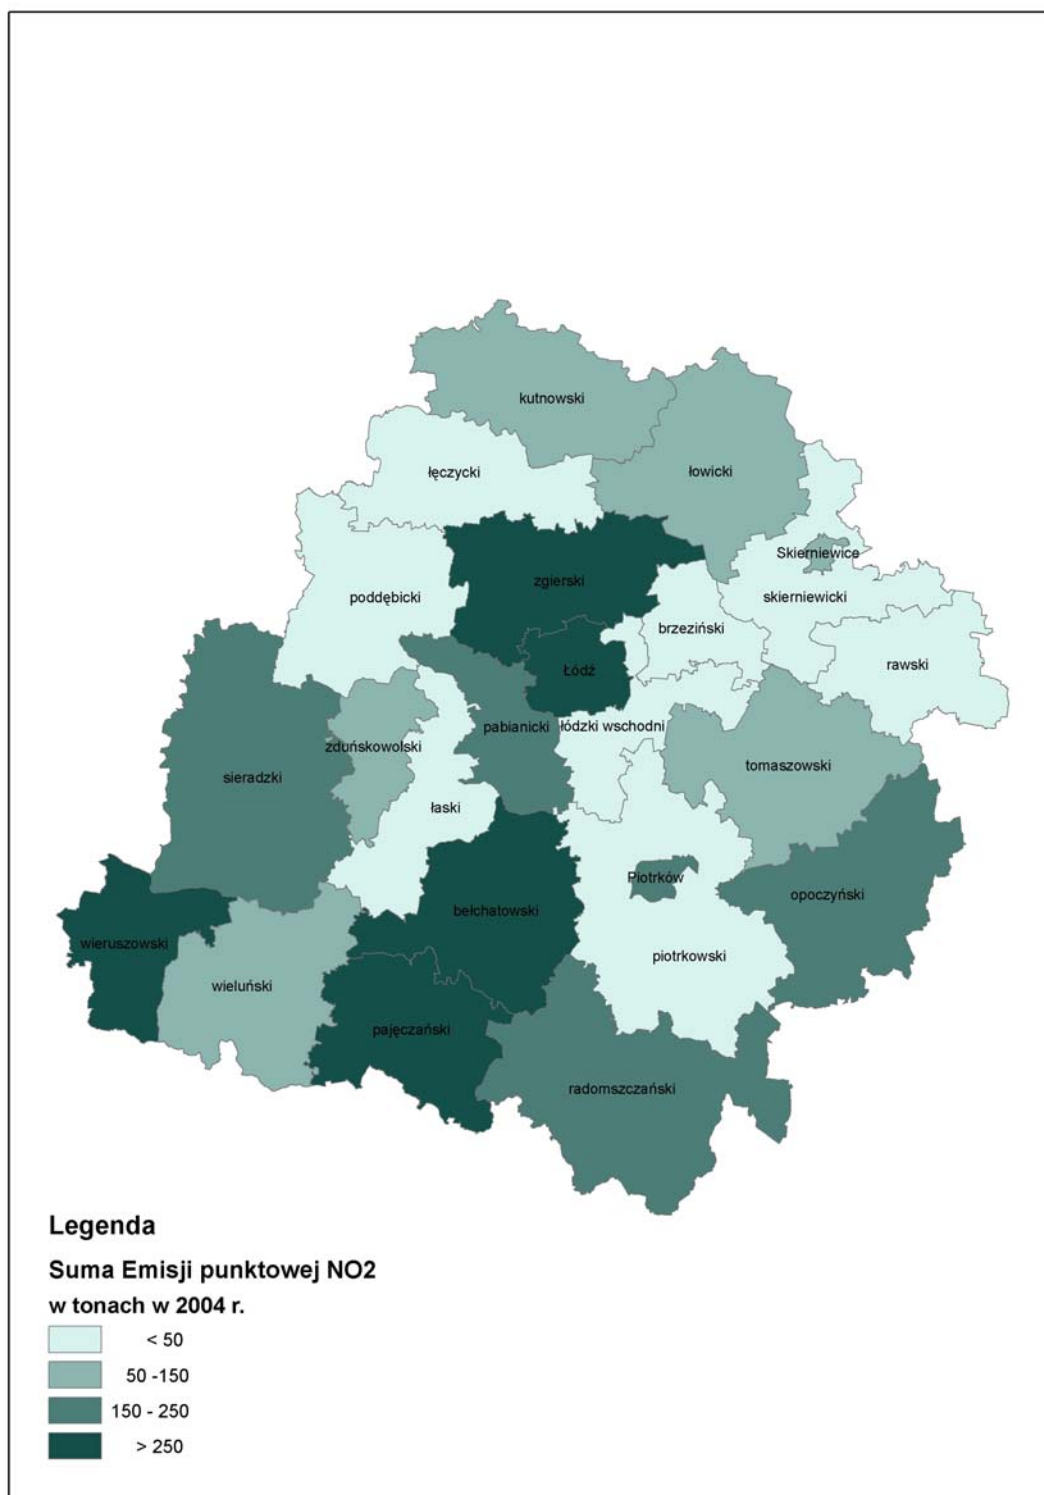 kutnowski
łęczycki
łowicki
Skierniewice
zgierski
poddębicki
skierniewicki
brzeziński
rawski
Łódź
pabianicki
łódzki wschodni
zduńskowolski
tomaszowski
sieradzki
łaski
Piotrków
opoczyński
bełchatowski
wieruszowski
piotrkowski
wieluński
pajęczański
radomszczański
Legenda
Suma Emisji punktowej NO2
w tonach w 2004 r.
< 50
50 -150
150 - 250
> 250